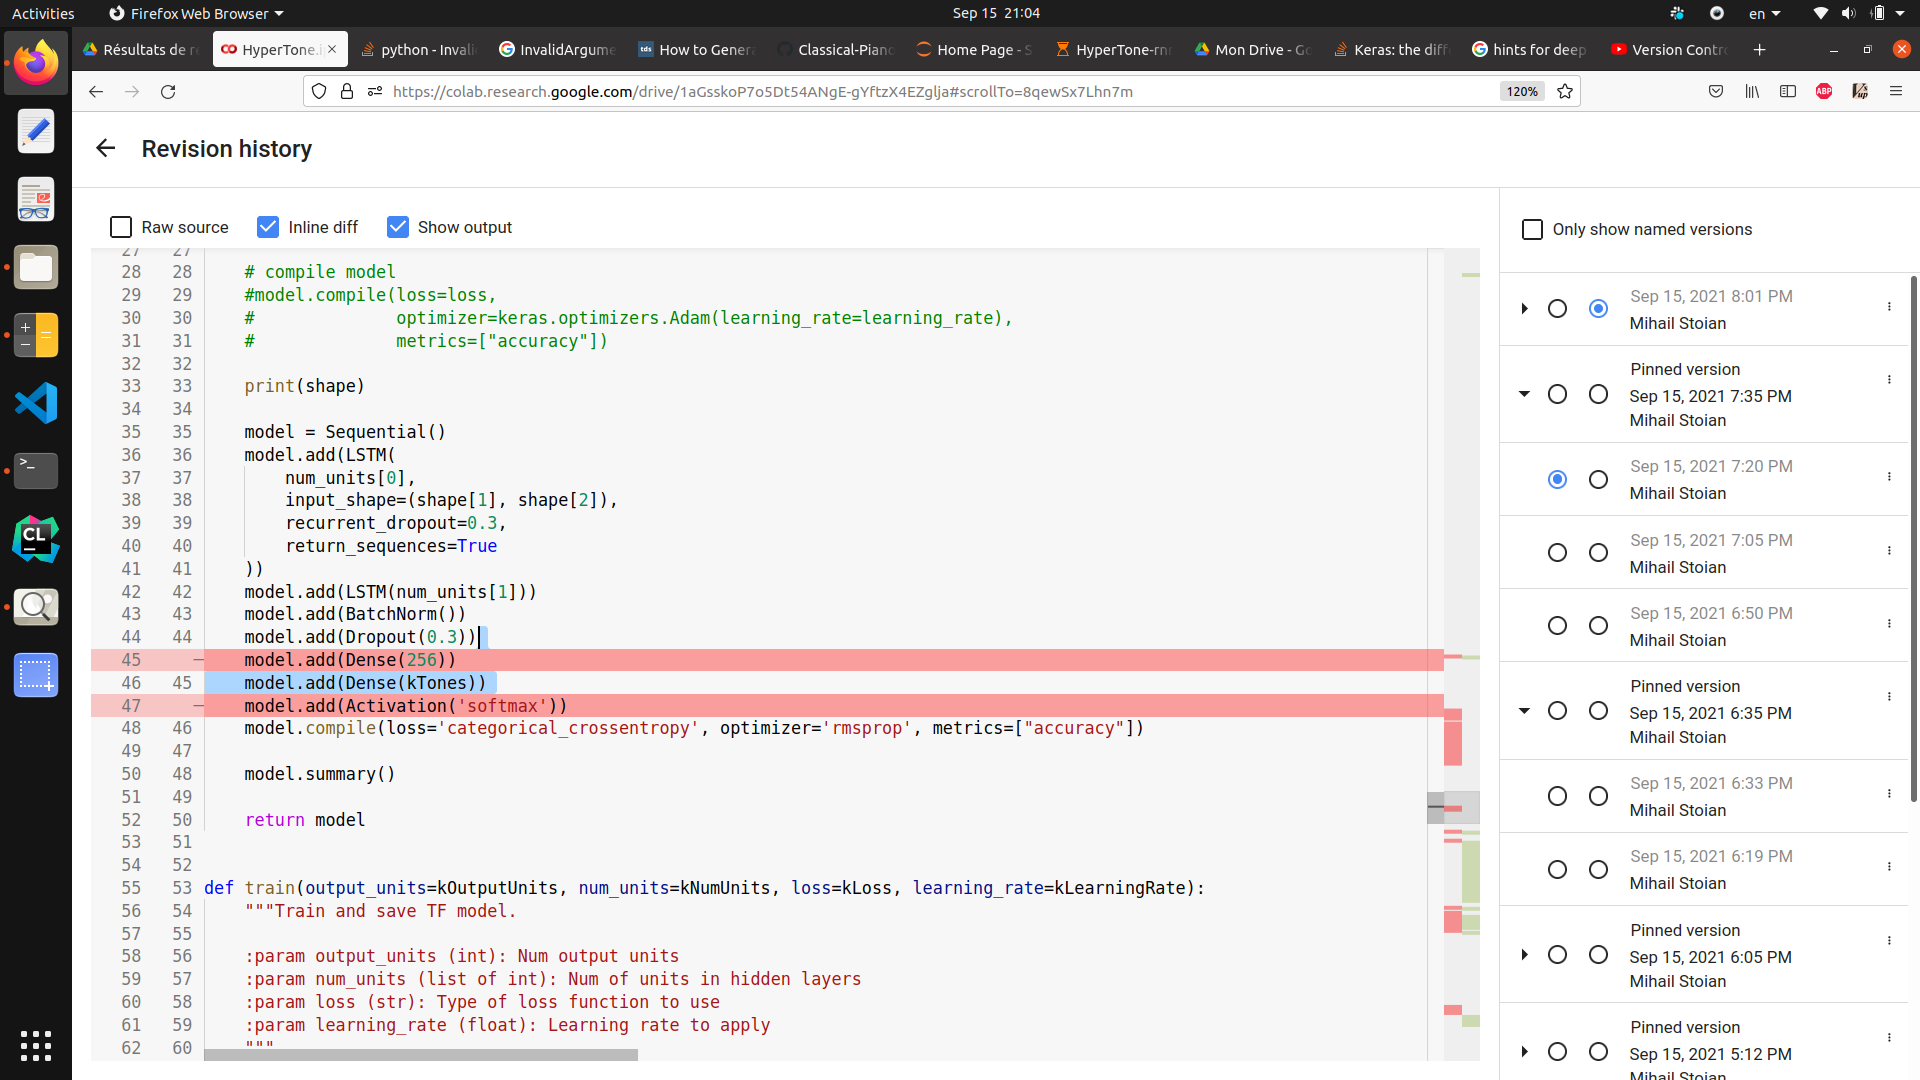 Activities
Firefox Web Browser
Sep 15 21:04
en
Résultats de re
HyperTone.i
python - Invali
InvalidArgume
tds How to Gener
Classical-Piano
Home Page - S
HyperTone-rn
Mon Drive - Go
Keras: the diff
hints for deep
Version Contr
https://colab.research.google.com/drive/1aGsskoP7o5Dt54ANgE-gYftzX4EZglja#scrollTo=8qewSx7Lhn7m
120%
ABP
Revision history
Raw source
Inline diff
Show output
Only show named versions
27 27
28 28 # compile model
29 29 #model.compile(loss=loss,
30 30 # optimizer=keras.optimizers.Adam(learning_rate=learning_rate),
31 31 # metrics=["accuracy"])
32 32
33 33 print(shape)
34 34
35 35 model = Sequential()
36 36 model.add(LSTM(
37 37 num_units[0],
38 38 input_shape=(shape[1], shape[2]),
39 39 recurrent_dropout=0.3,
40 40 return_sequences=True
41 41 ))
42 42 model.add(LSTM(num_units[1]))
43 43 model.add(BatchNorm())
44 44 model.add(Dropout(0.3))
45 − model.add(Dense(256))
46 45 model.add(Dense(kTones))
47 − model.add(Activation('softmax'))
48 46 model.compile(loss='categorical_crossentropy', optimizer='rmsprop', metrics=["accuracy"])
49 47
50 48 model.summary()
51 49
52 50 return model
53 51
54 52
55 53 def train(output_units=kOutputUnits, num_units=kNumUnits, loss=kLoss, learning_rate=kLearningRate):
56 54 """Train and save TF model.
57 55
58 56 :param output_units (int): Num output units
59 57 :param num_units (list of int): Num of units in hidden layers
60 58 :param loss (str): Type of loss function to use
61 59 :param learning_rate (float): Learning rate to apply
62 60 """
Sep 15, 2021 8:01 PM
Mihail Stoian
Pinned version
Sep 15, 2021 7:35 PM
Mihail Stoian
Sep 15, 2021 7:20 PM
Mihail Stoian
Sep 15, 2021 7:05 PM
Mihail Stoian
Sep 15, 2021 6:50 PM
Mihail Stoian
Pinned version
Sep 15, 2021 6:35 PM
Mihail Stoian
Sep 15, 2021 6:33 PM
Mihail Stoian
Sep 15, 2021 6:19 PM
Mihail Stoian
Pinned version
Sep 15, 2021 6:05 PM
Mihail Stoian
Pinned version
Sep 15, 2021 5:12 PM
Mihail Stoian
CL